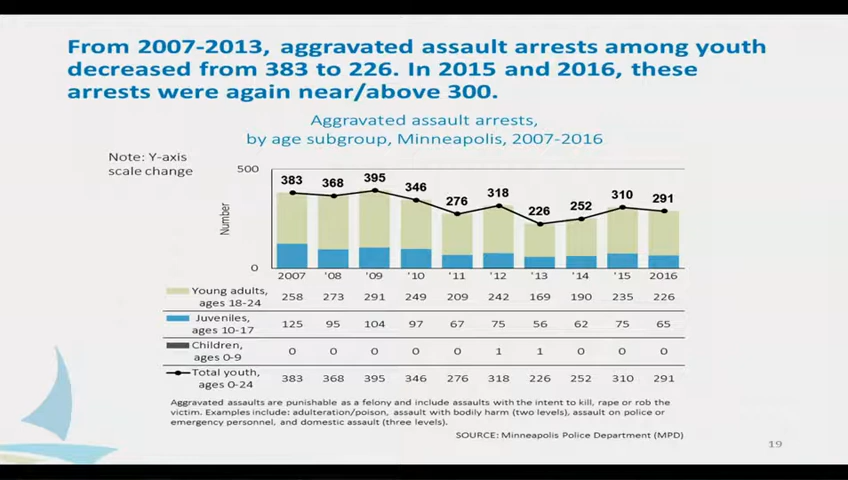 From 2007-2013, aggravated assault arrests among youth
decreased from 383 to 226. In 2015 and 2016, these
arrests were again near/above 300.
Aggravated assault arrests,
by age subgroup, Minneapolis, 2007-2016
Note: Y-axis
scale change
500
Number
0
383 368 395 346 276 318 226 252 310 291
2007 '08 '09 '10 '11 '12 '13 '14 '15 2016
Young adults,
ages 18-24
258 273 291 249 209 242 169 190 235 226
Juveniles,
ages 10-17
125 95 104 97 67 75 56 62 75 65
Children,
ages 0-9
0 0 0 0 0 1 1 0 0 0
Total youth,
ages 0-24
383 368 395 346 276 318 226 252 310 291
Aggravated assaults are punishable as a felony and include assaults with the intent to kill, rape or rob the
victim. Examples include: adulteration/poison, assault with bodily harm (two levels), assault on police or
emergency personnel, and domestic assault (three levels).
SOURCE: Minneapolis Police Department (MPD)
19